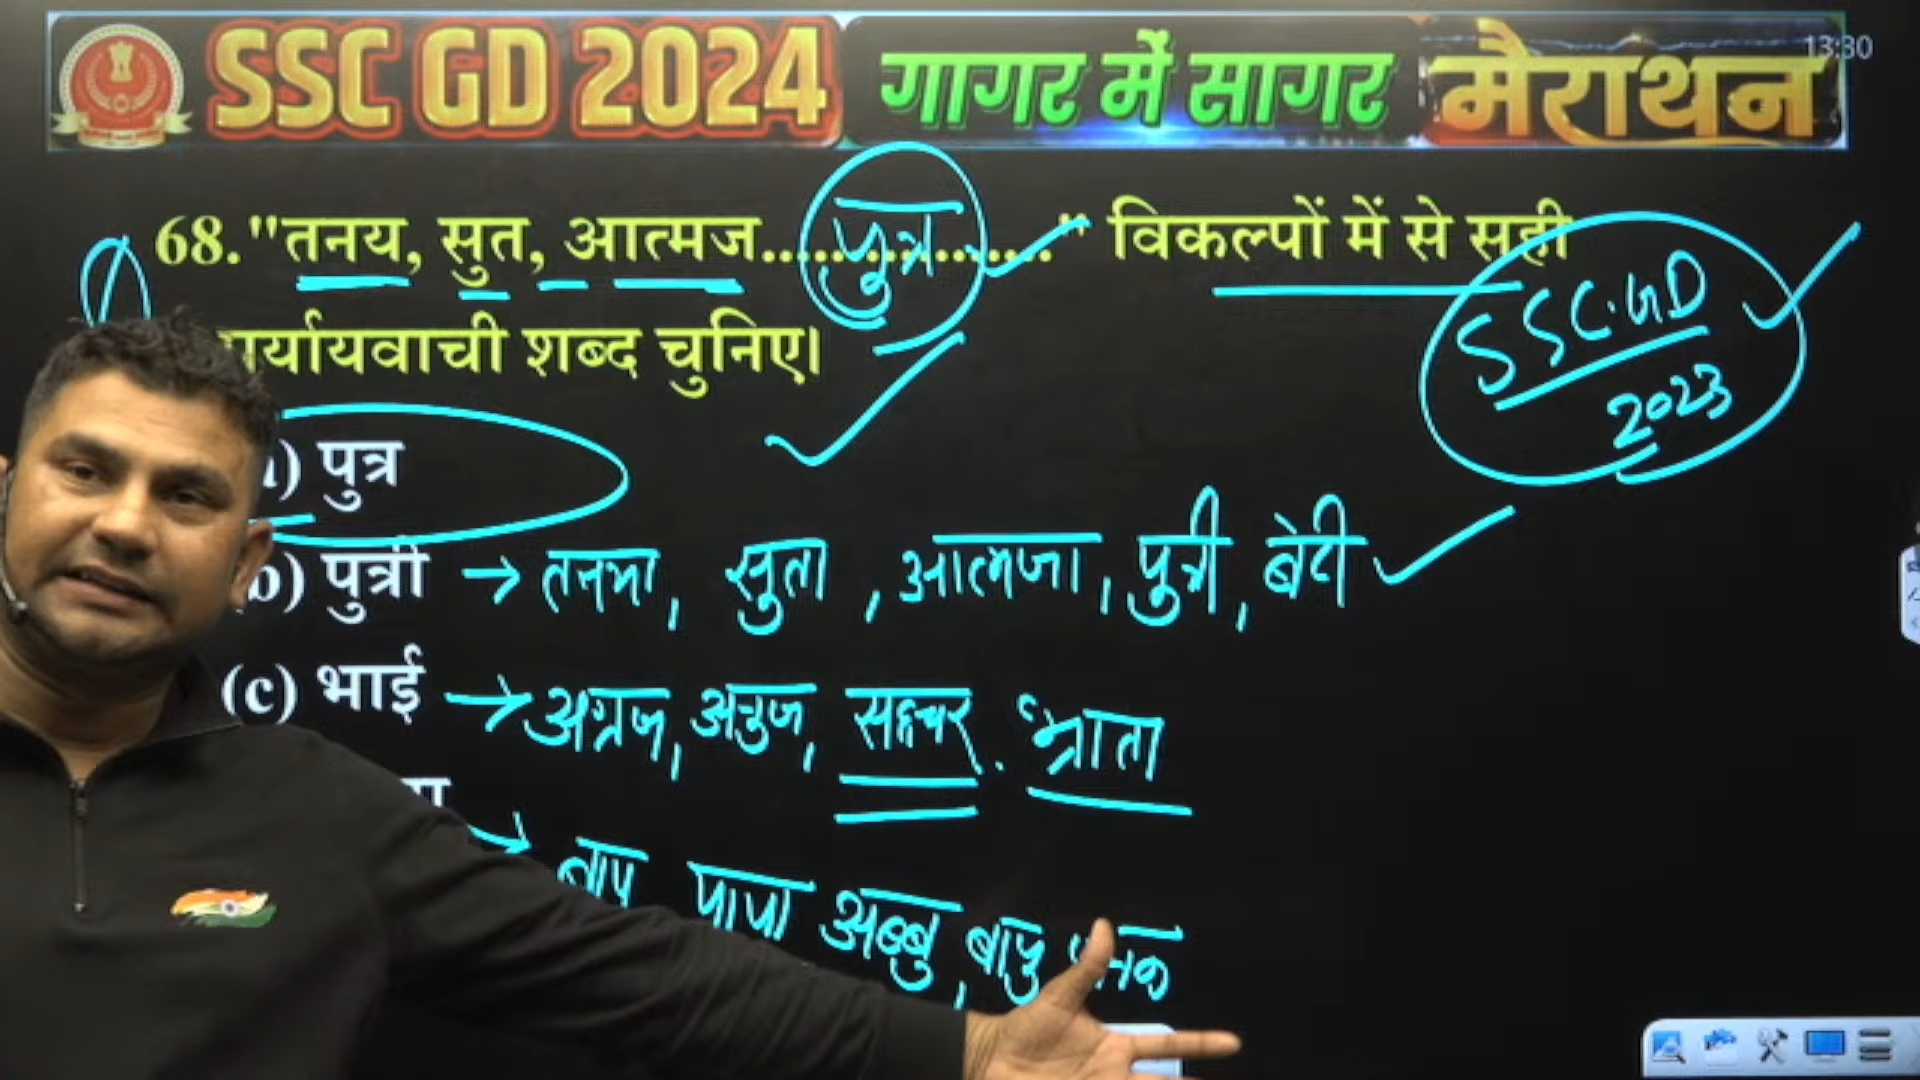 SSC GD 2024 गागर में सागर मैराथन
13:30
68."तनय, सुत, आत्मज.................." विकल्पों में से सही
पुत्र
SSC.GD
2023
पर्यायवाची शब्द चुनिए।
पुत्र
b) पुत्री → तनया, सुता, आत्मजा, पुत्री, बेटी
(c) भाई → अग्रज, अनुज, सहचर. भ्राता
→ बाप पापा अब्बु, बापु